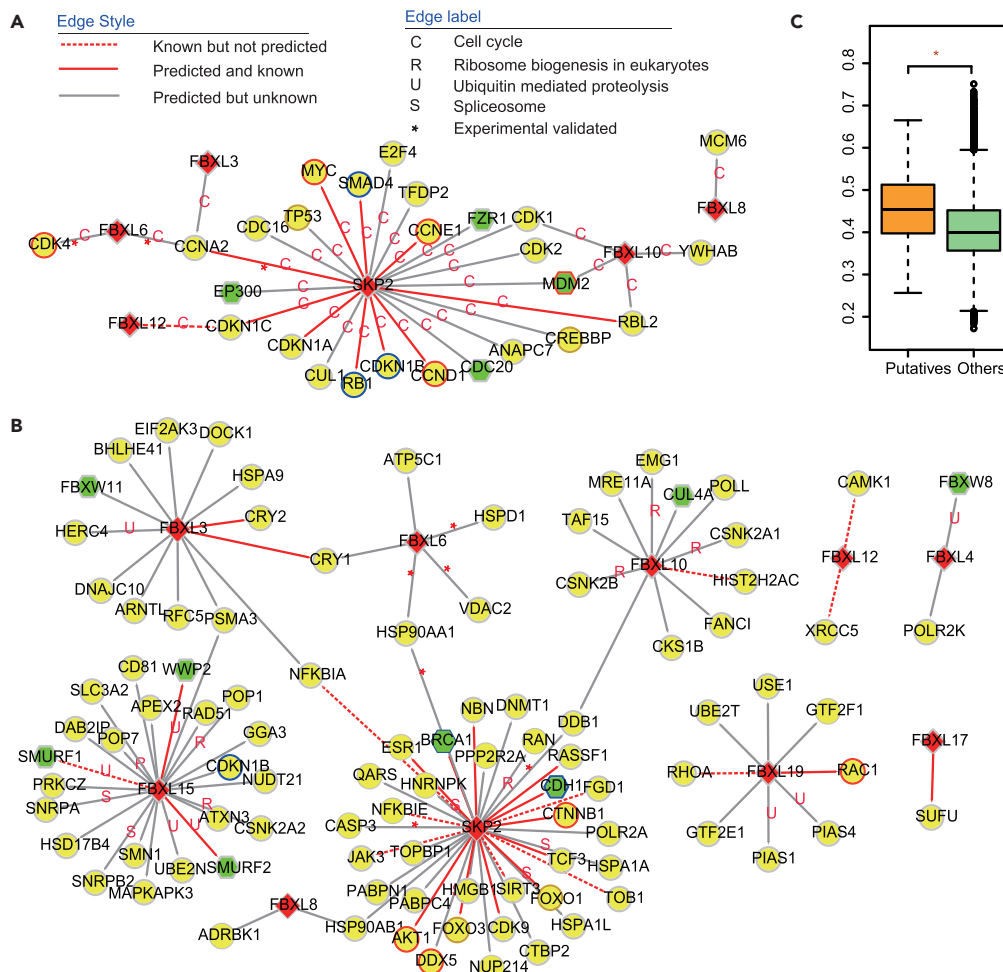 A
Edge Style
Known but not predicted
Predicted and known
Predicted but unknown
Edge label
C Cell cycle
R Ribosome biogenesis in eukaryotes
U Ubiquitin mediated proteolysis
S Spliceosome
* Experimental validated
FBXL3
MYC
SMAD4
E2F4
TFDP2
MCM6
C
FBXL8
CDK4
* C
FBXL6
* C
CCNA2
C
CDC16
TP53
CCNE1
FZR1
CDK1
CDK2
FBXL10
C
YWHAB
EP300
SKP2
MDM2
FBXL12
C
CDKN1C
CDKN1A
CUL1
RB1
CDKN1B
CCND1
CDC20
ANAPC7
CREBBP
RBL2
C
*
0.8
0.7
0.6
0.5
0.4
0.3
0.2
Putatives Others
B
EIF2AK3
DOCK1
BHLHE41
HSPA9
FBXW11
CRY2
HERC4
U
FBXL3
CRY1
DNAJC10
ARNTL
RFC5
PSMA3
ATP5C1
HSPD1
*
FBXL6
* *
VDAC2
HSP90AA1
*
NFKBIA
EMG1
MRE11A
CUL4A
POLL
TAF15
R
CSNK2A1
R
FBXL10
CSNK2B
R
HIST2H2AC
FANCI
CKS1B
CAMK1
FBXL12
XRCC5
FBXW8
U
FBXL4
POLR2K
CD81
WWP2
SLC3A2
APEX2
RAD51
POP1
DAB2IP
POP7
U
R
GGA3
SMURF1
U
R
CDKN1B
PRKCZ
FBXL15
NUDT21
SNRPA
S
R
ATXN3
CSNK2A2
HSD17B4
S
U
U
SMN1
UBE2N
SMURF2
SNRPB2
MAPKAPK3
FBXL8
ADRBK1
HSP90AB1
NBN
DNMT1
DDB1
ESR1
BRCA1
PPP2R2A
RAN
RASSF1
*
QARS
HNRNPK
R
CDH1
FGD1
NFKBIE
S
CTNNB1
CASP3
*
SKP2
POLR2A
JAK3
TOPBP1
S
TCF3
HSPA1A
PABPN1
PABPC4
HMGB1
SIRT3
S
FOXO1
TOB1
AKT1
FOXO3
CDK9
HSPA1L
DDX5
NUP214
CTBP2
USE1
UBE2T
GTF2F1
RHOA
FBXL19
RAC1
GTF2E1
U
U
PIAS4
PIAS1
FBXL17
SUFU